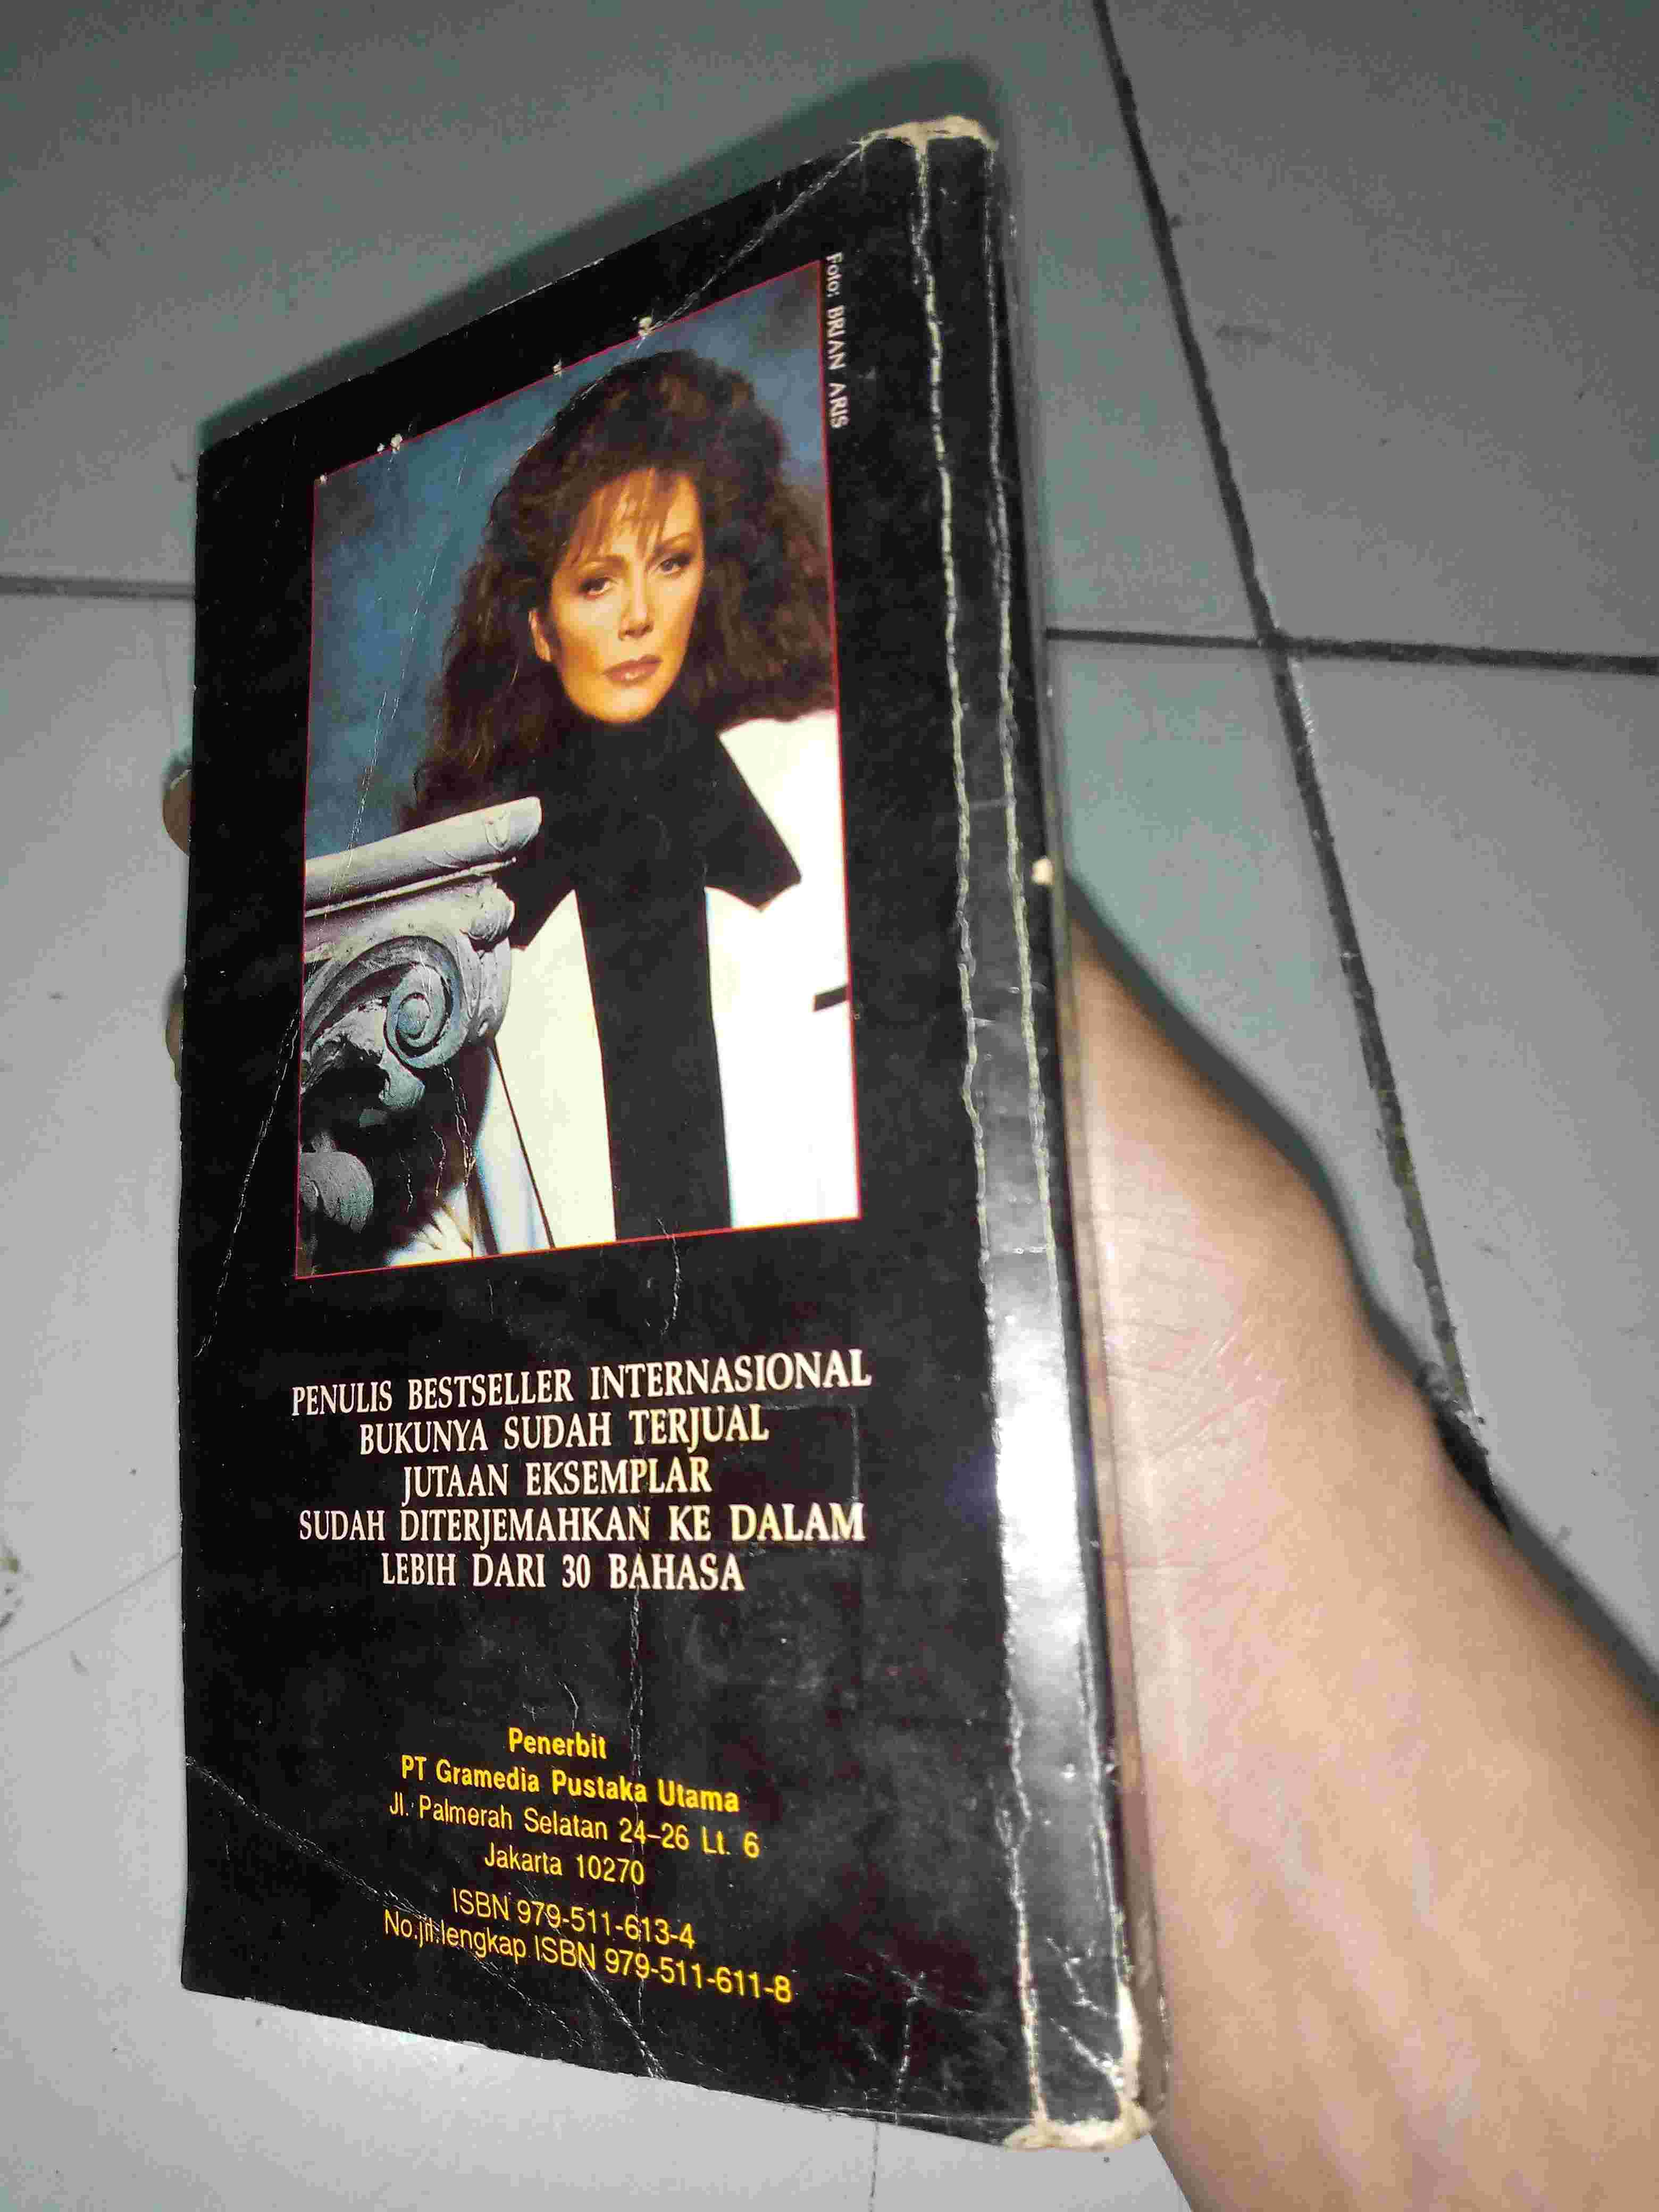 Foto: BRIAN ARIS
PENULIS BESTSELLER INTERNASIONAL
BUKUNYA SUDAH TERJUAL
JUTAAN EKSEMPLAR
SUDAH DITERJEMAHKAN KE DALAM
LEBIH DARI 30 BAHASA
Penerbit
PT Gramedia Pustaka Utama
Jl. Palmerah Selatan 24–26 Lt. 6
Jakarta 10270
ISBN 979-511-613-4
No.jil.lengkap ISBN 979-511-611-8